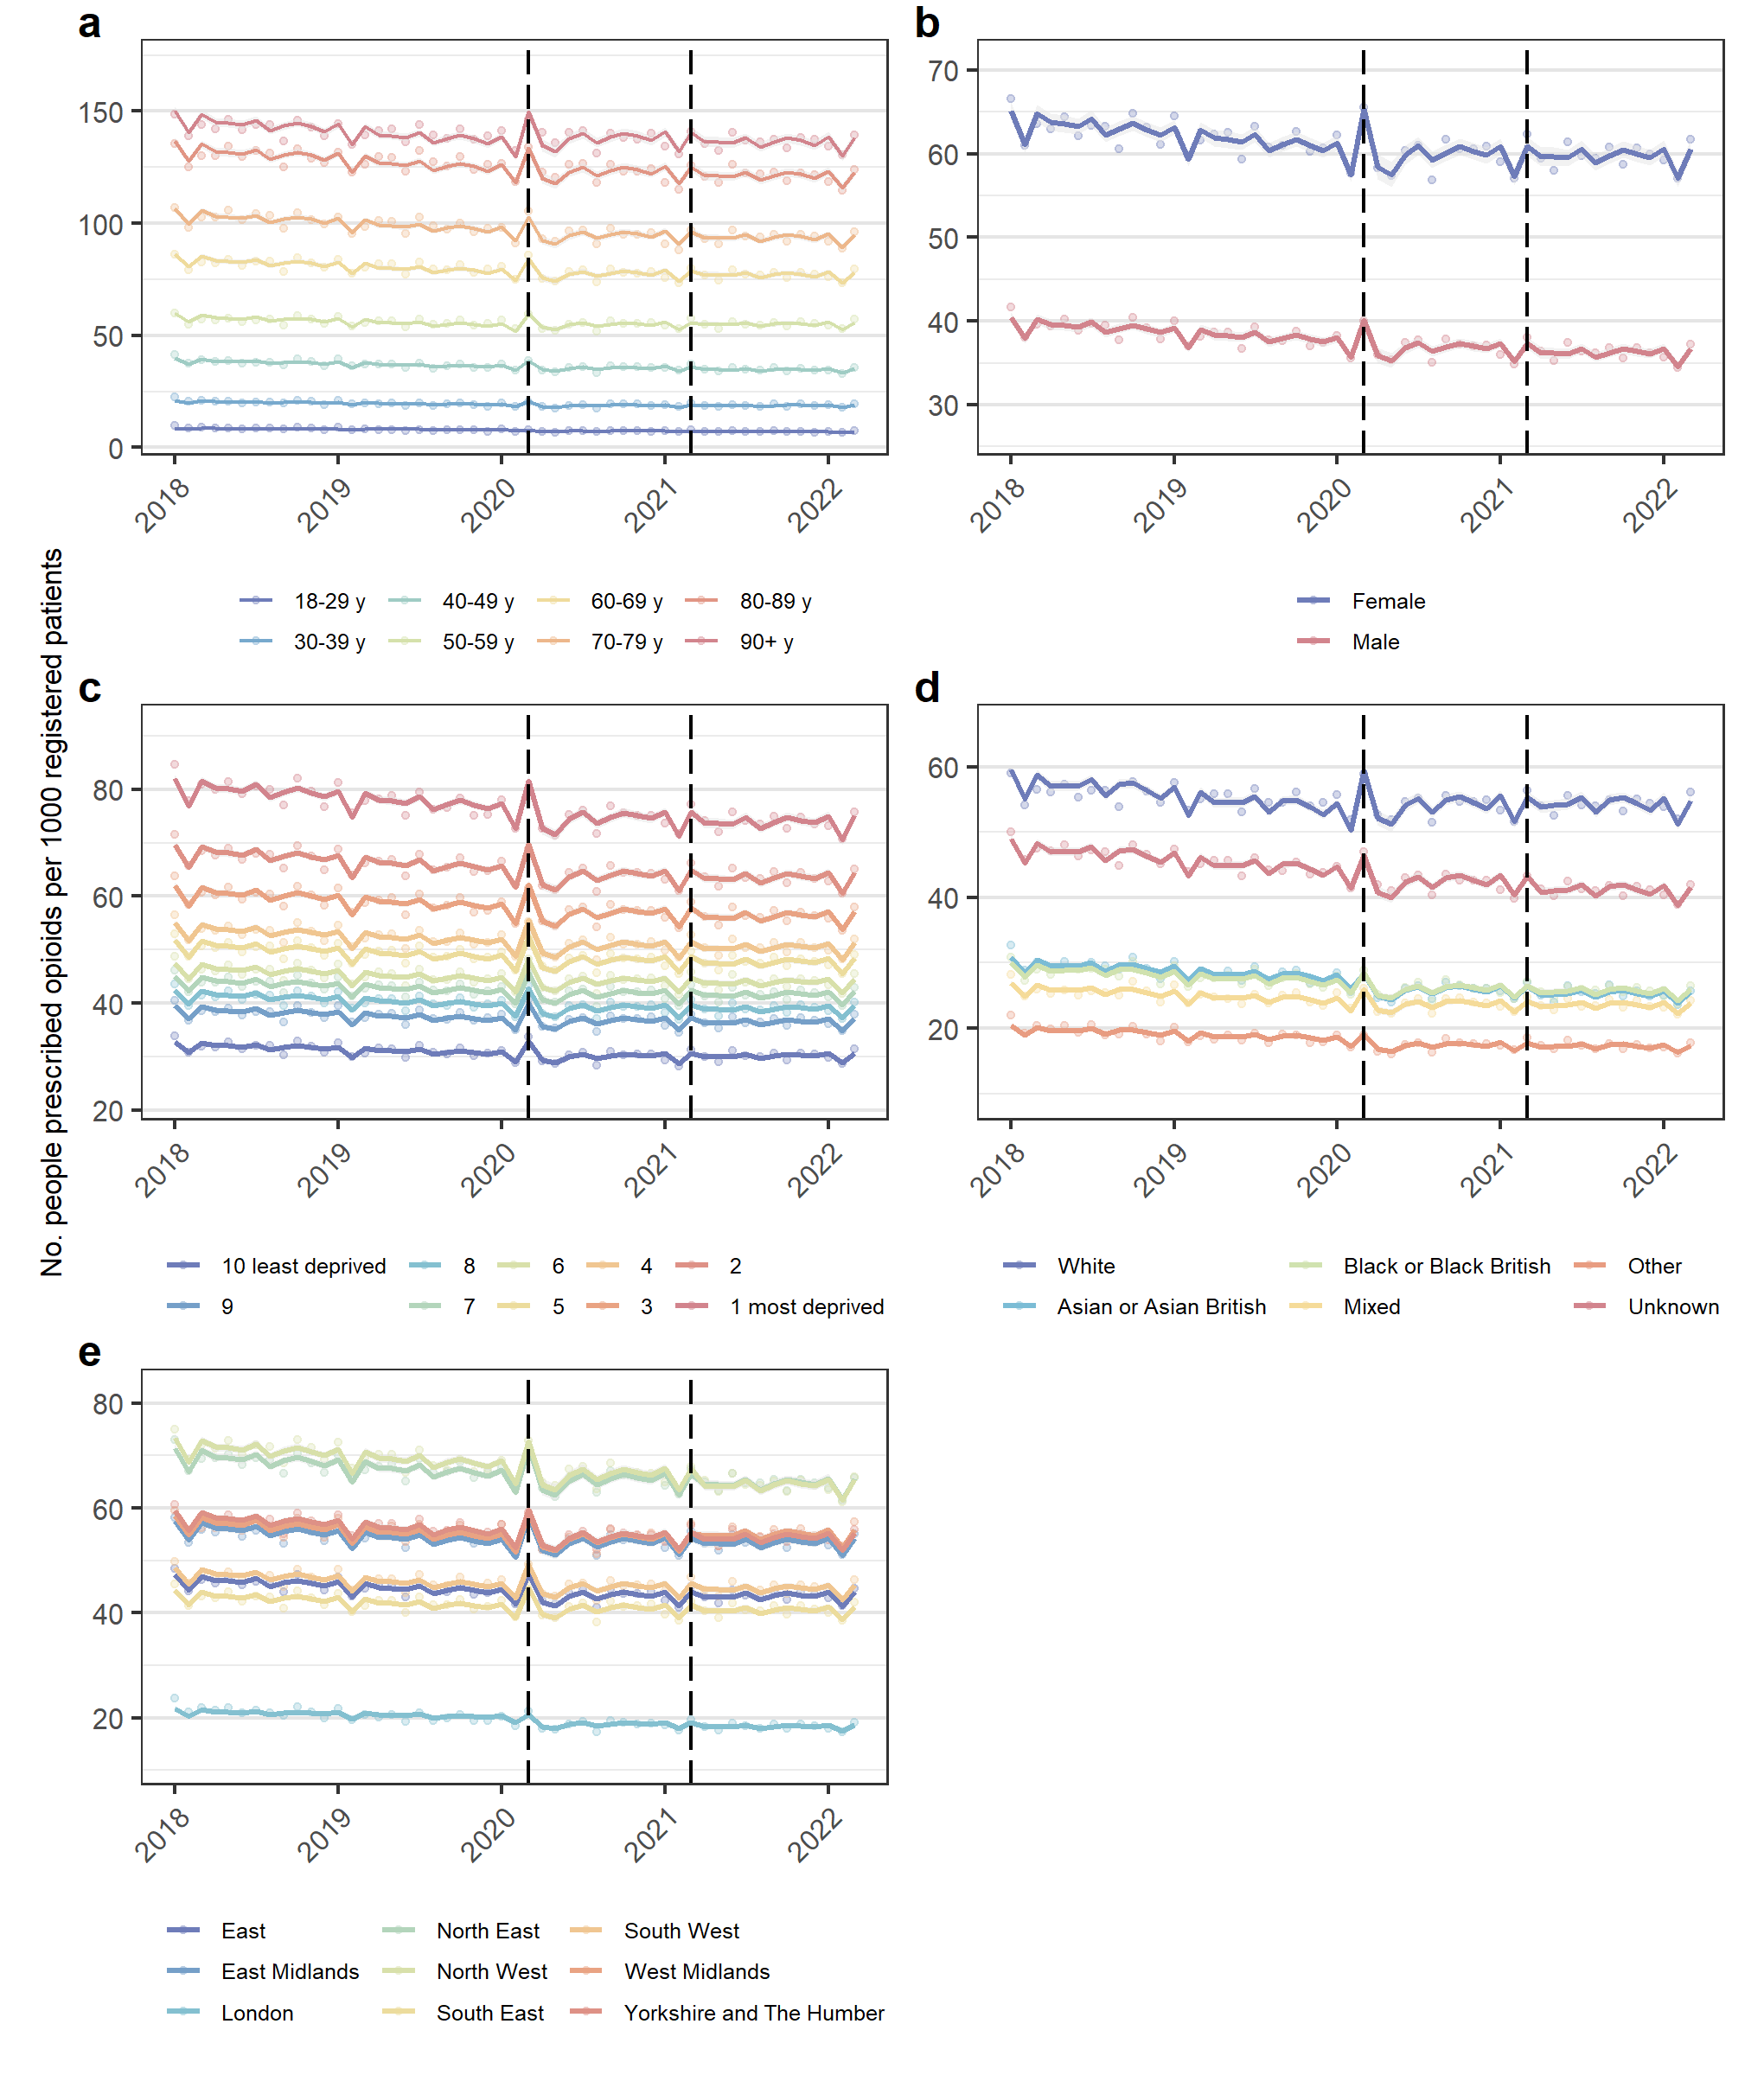 a
150
100
50
0
2018
2019
2020
2021
2022
18-29 y
40-49 y
60-69 y
80-89 y
30-39 y
50-59 y
70-79 y
90+ y
b
70
60
50
40
30
2018
2019
2020
2021
2022
Female
Male
No. people prescribed opioids per 1000 registered patients
c
80
60
40
20
2018
2019
2020
2021
2022
10 least deprived
8
6
4
2
9
7
5
3
1 most deprived
d
60
40
20
2018
2019
2020
2021
2022
White
Black or Black British
Other
Asian or Asian British
Mixed
Unknown
e
80
60
40
20
2018
2019
2020
2021
2022
East
North East
South West
East Midlands
North West
West Midlands
London
South East
Yorkshire and The Humber